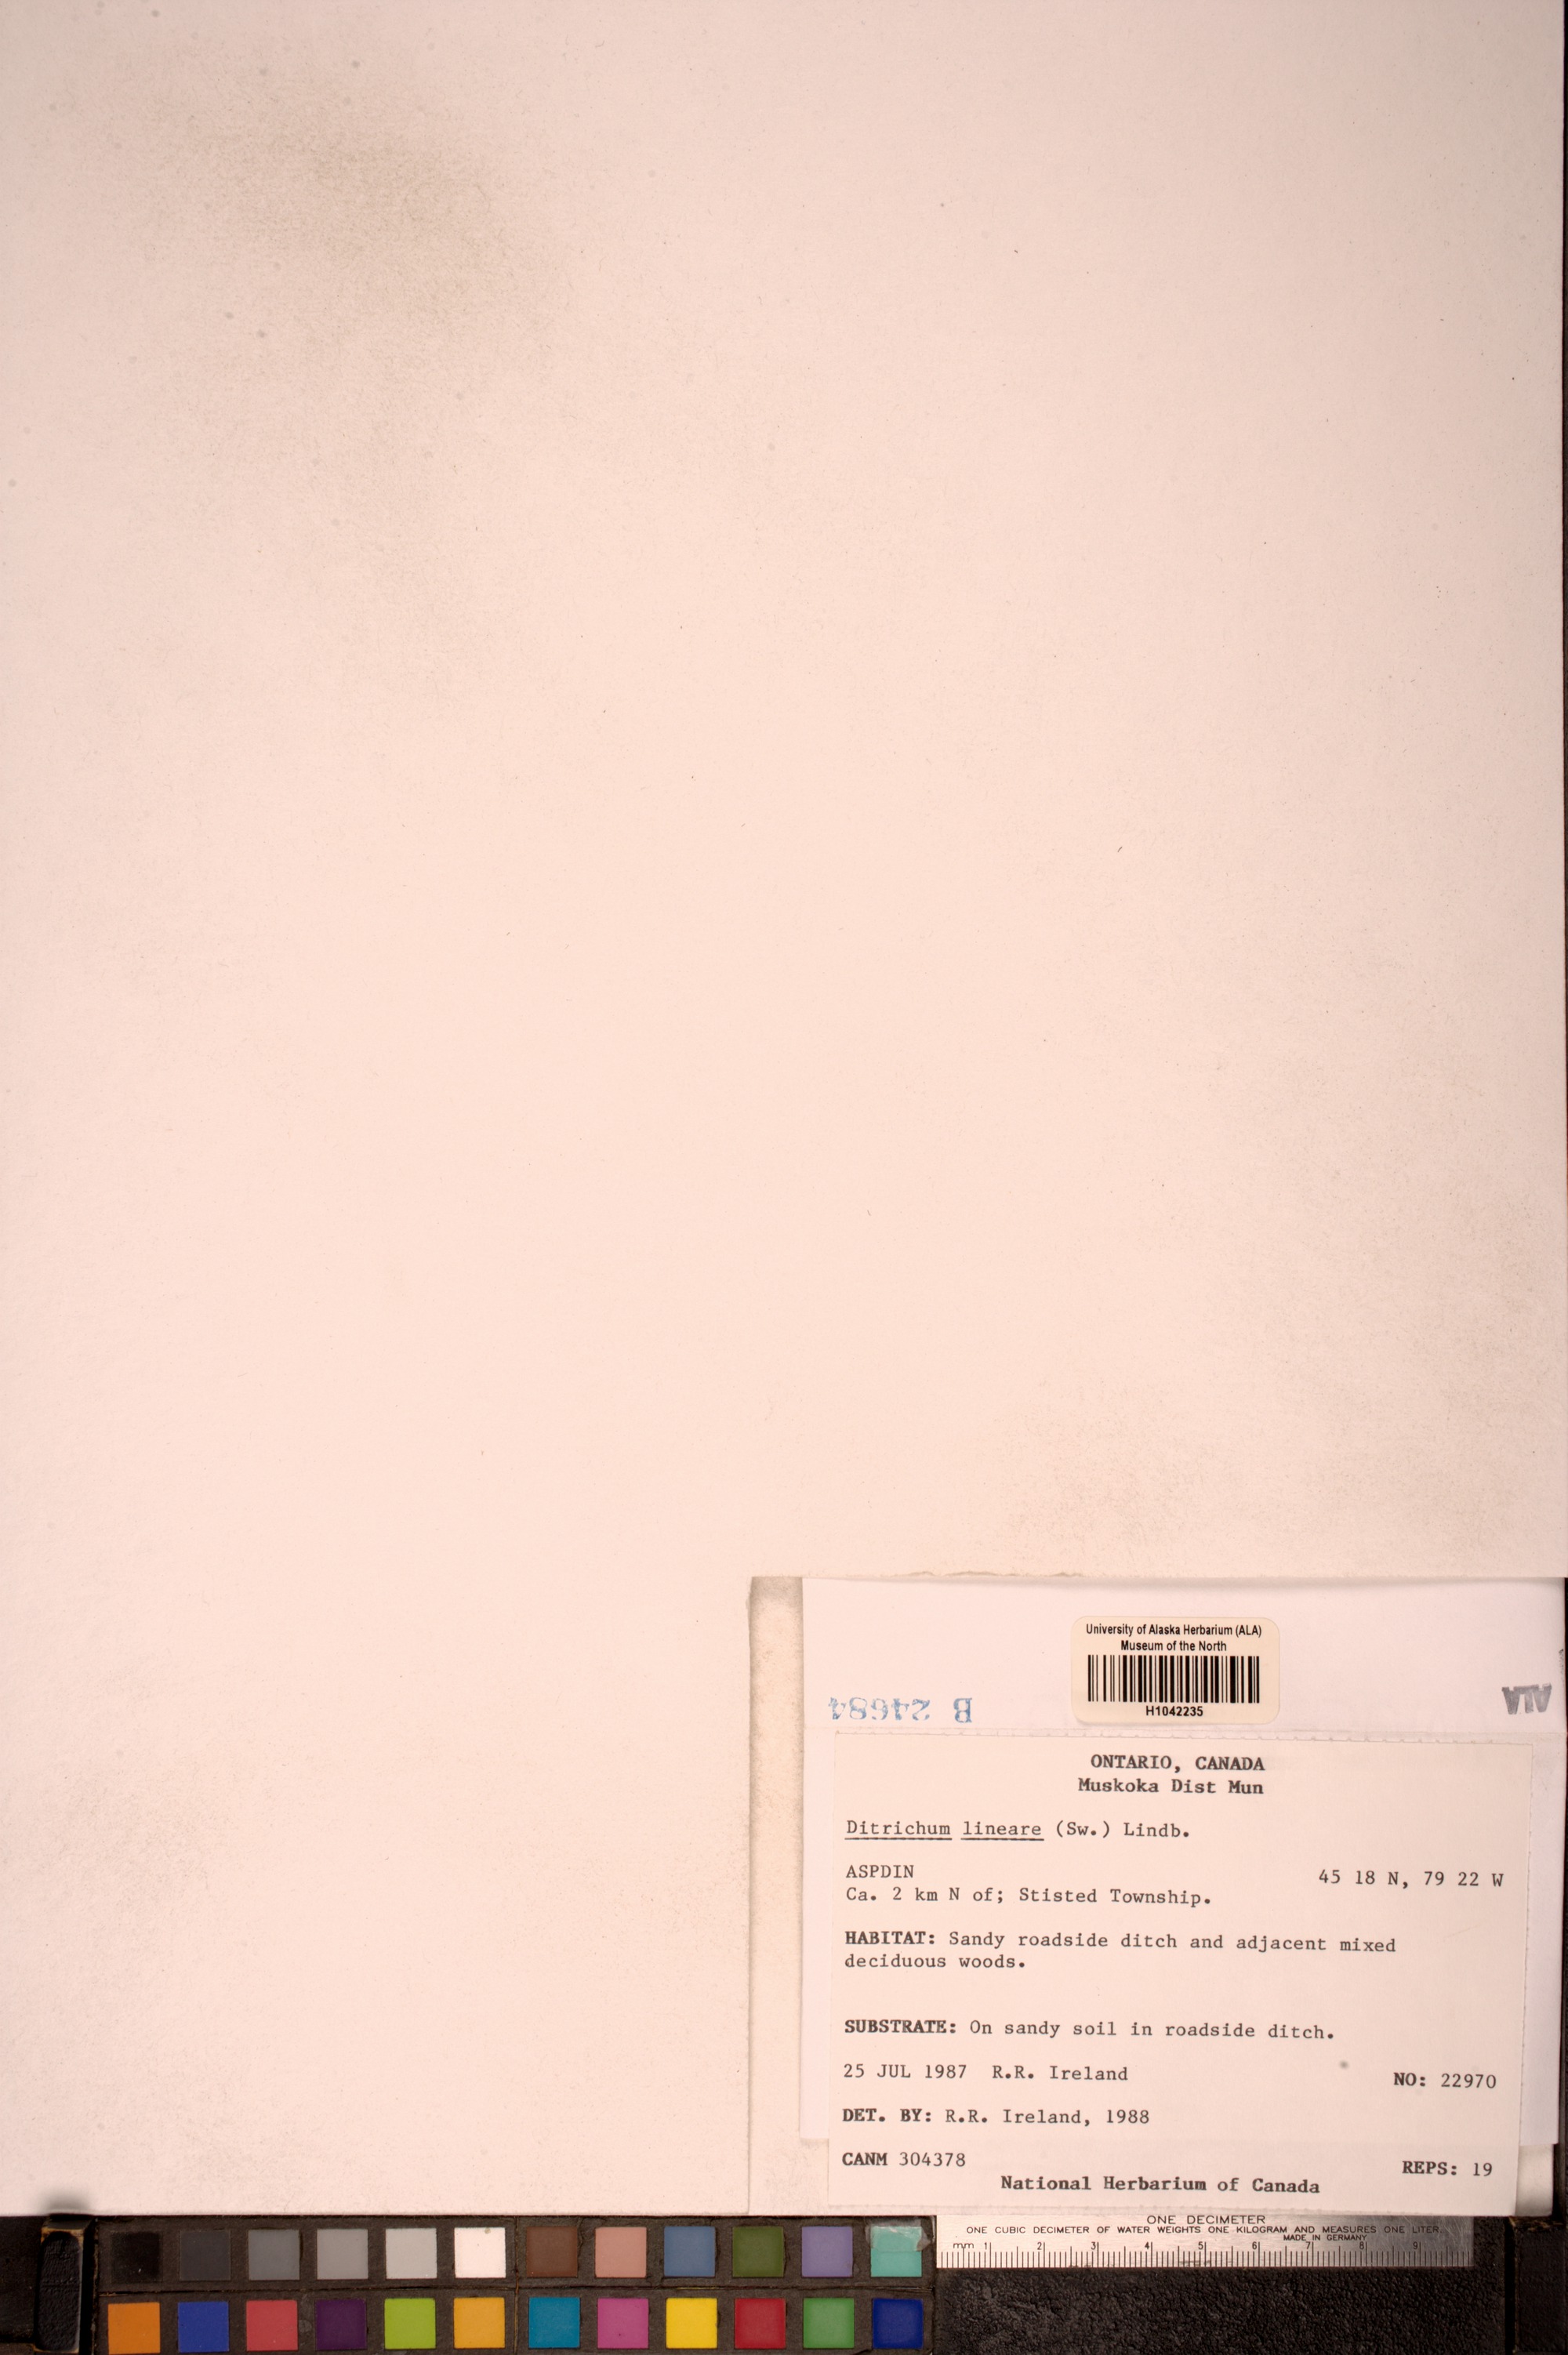 University of Alaska Herbarium (ALA)
Museum of the North
H1042235
B 24684
ALA
ONTARIO, CANADA
Muskoka Dist Mun
Ditrichum lineare (Sw.) Lindb.
ASPDIN
45 18 N, 79 22 W
Ca. 2 km N of; Stisted Township.
HABITAT: Sandy roadside ditch and adjacent mixed
deciduous woods.
SUBSTRATE: On sandy soil in roadside ditch.
25 JUL 1987 R.R. Ireland
NO: 22970
DET. BY: R.R. Ireland, 1988
CANM 304378
REPS: 19
National Herbarium of Canada
ONE DECIMETER
ONE CUBIC DECIMETER OF WATER WEIGHTS ONE KILOGRAM AND MEASURES ONE LITER
MADE IN GERMANY
mm 1 2 3 4 5 6 7 8 9